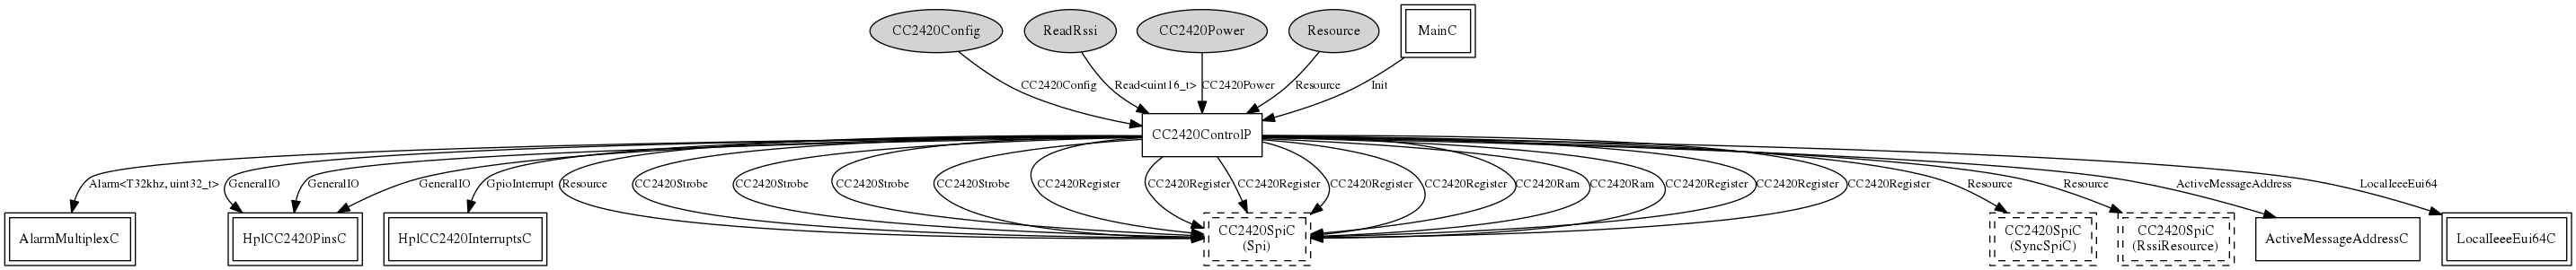 CC2420Config
ReadRssi
CC2420Power
Resource
MainC
CC2420Config
Read<uint16_t>
CC2420Power
Resource
Init
CC2420ControlP
Alarm<T32khz, uint32_t>
GeneralIO
GeneralIO
GeneralIO
GpioInterrupt
Resource
CC2420Strobe
CC2420Strobe
CC2420Strobe
CC2420Strobe
CC2420Register
CC2420Register
CC2420Register
CC2420Register
CC2420Register
CC2420Ram
CC2420Ram
CC2420Register
CC2420Register
CC2420Register
Resource
Resource
ActiveMessageAddress
LocalIeeeEui64
AlarmMultiplexC
HplCC2420PinsC
HplCC2420InterruptsC
CC2420SpiC
(Spi)
CC2420SpiC
(SyncSpiC)
CC2420SpiC
(RssiResource)
ActiveMessageAddressC
LocalIeeeEui64C